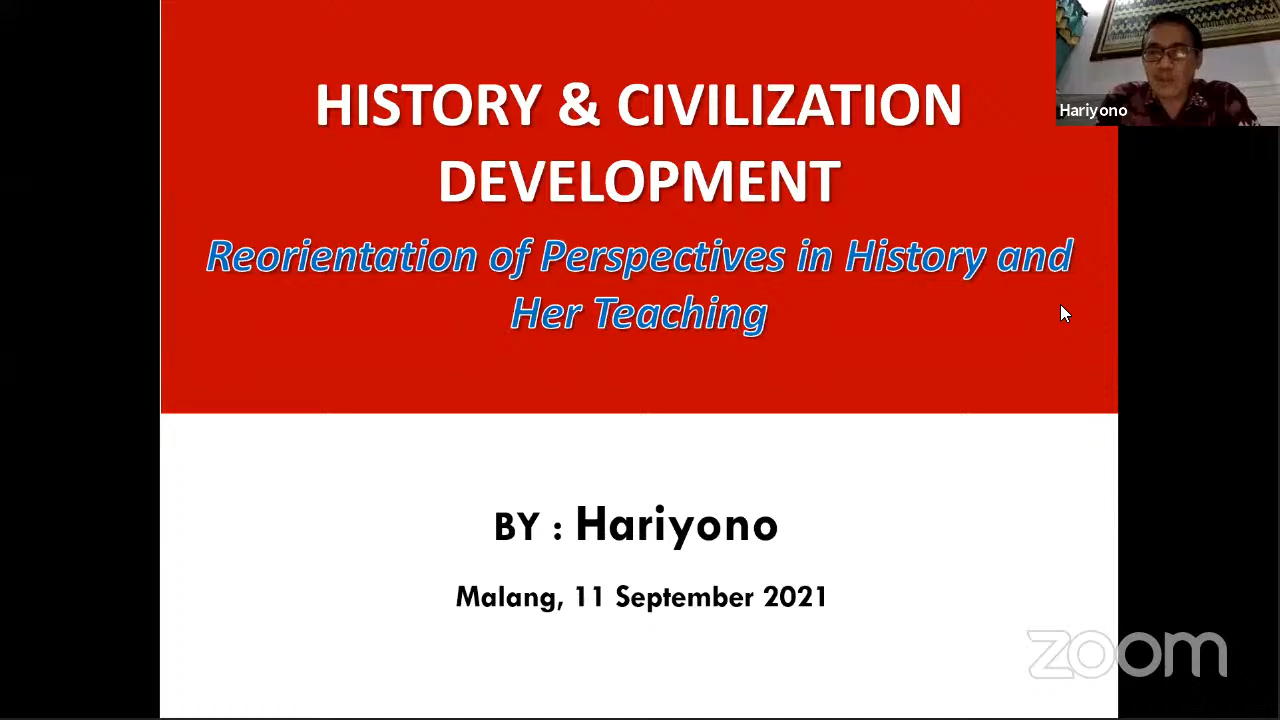 HISTORY & CIVILIZATION
DEVELOPMENT
Reorientation of Perspectives in History and
Her Teaching
Hariyono
BY : Hariyono
Malang, 11 September 2021
zoom